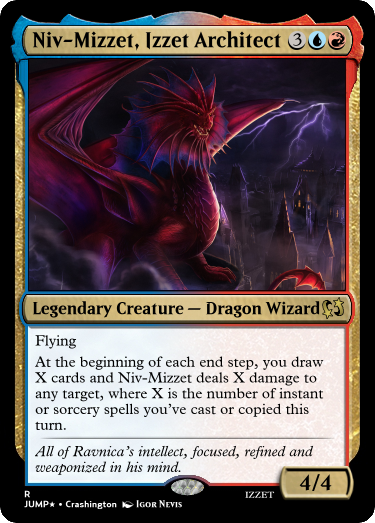 Niv-Mizzet, Izzet Architect 3
Legendary Creature — Dragon Wizard
Flying
At the beginning of each end step, you draw
X cards and Niv-Mizzet deals X damage to
any target, where X is the number of instant
or sorcery spells you've cast or copied this
turn.
All of Ravnica's intellect, focused, refined and
weaponized in his mind.
4/4
R
IZZET
JUMP★ • Crashington Igor Nevis